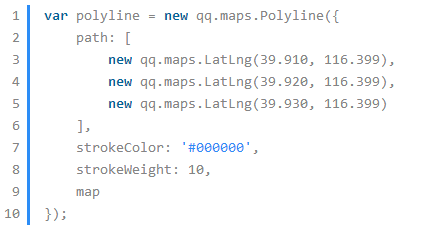 1 var polyline = new qq.maps.Polyline({
2     path: [
3         new qq.maps.LatLng(39.910, 116.399),
4         new qq.maps.LatLng(39.920, 116.399),
5         new qq.maps.LatLng(39.930, 116.399)
6     ],
7     strokeColor: '#000000',
8     strokeWeight: 10,
9     map
10 });